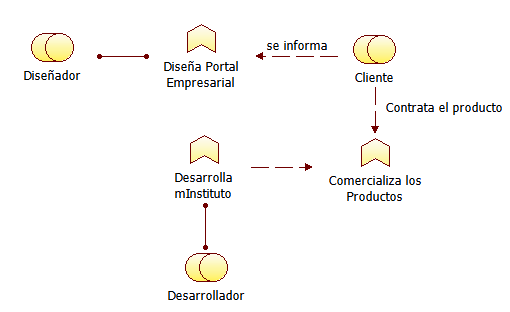 se informa
Diseñador
Diseña Portal
Empresarial
Cliente
Contrata el producto
Desarrolla
mInstituto
Comercializa los
Productos
Desarrollador